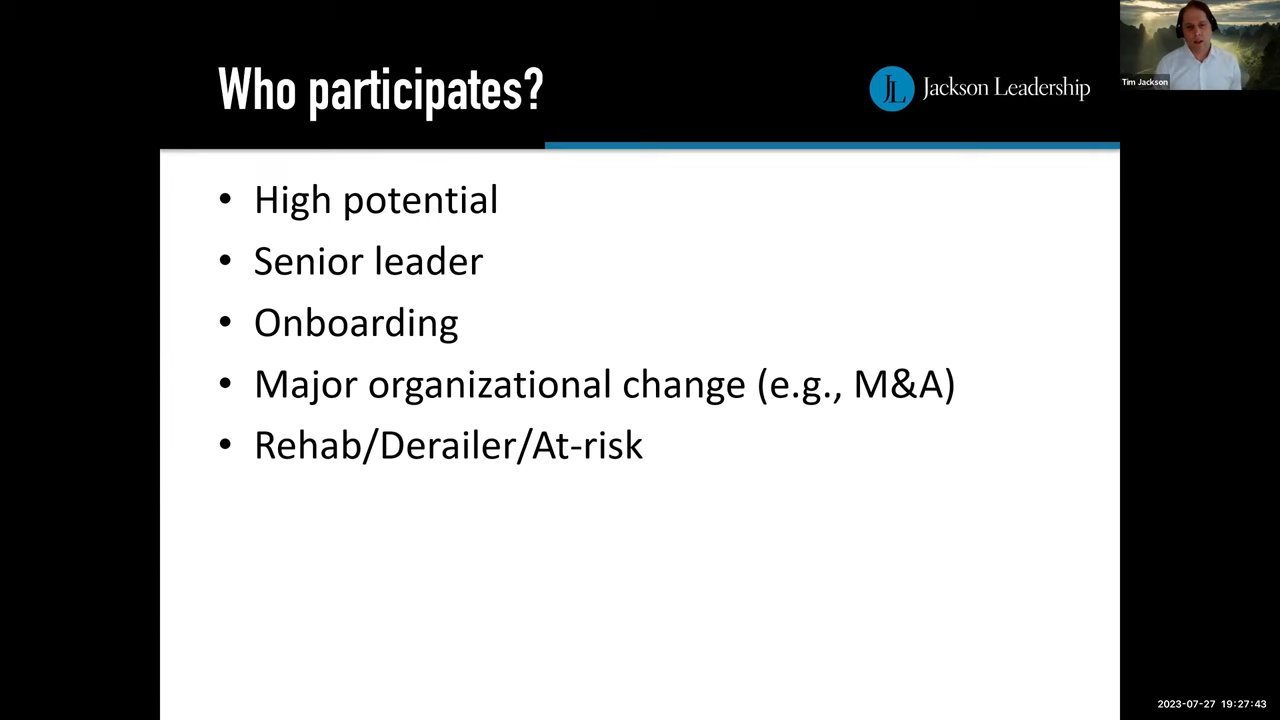 Who participates?
JL Jackson Leadership
Tim Jackson
• High potential
• Senior leader
• Onboarding
• Major organizational change (e.g., M&A)
• Rehab/Derailer/At-risk
2023-07-27 19:27:43